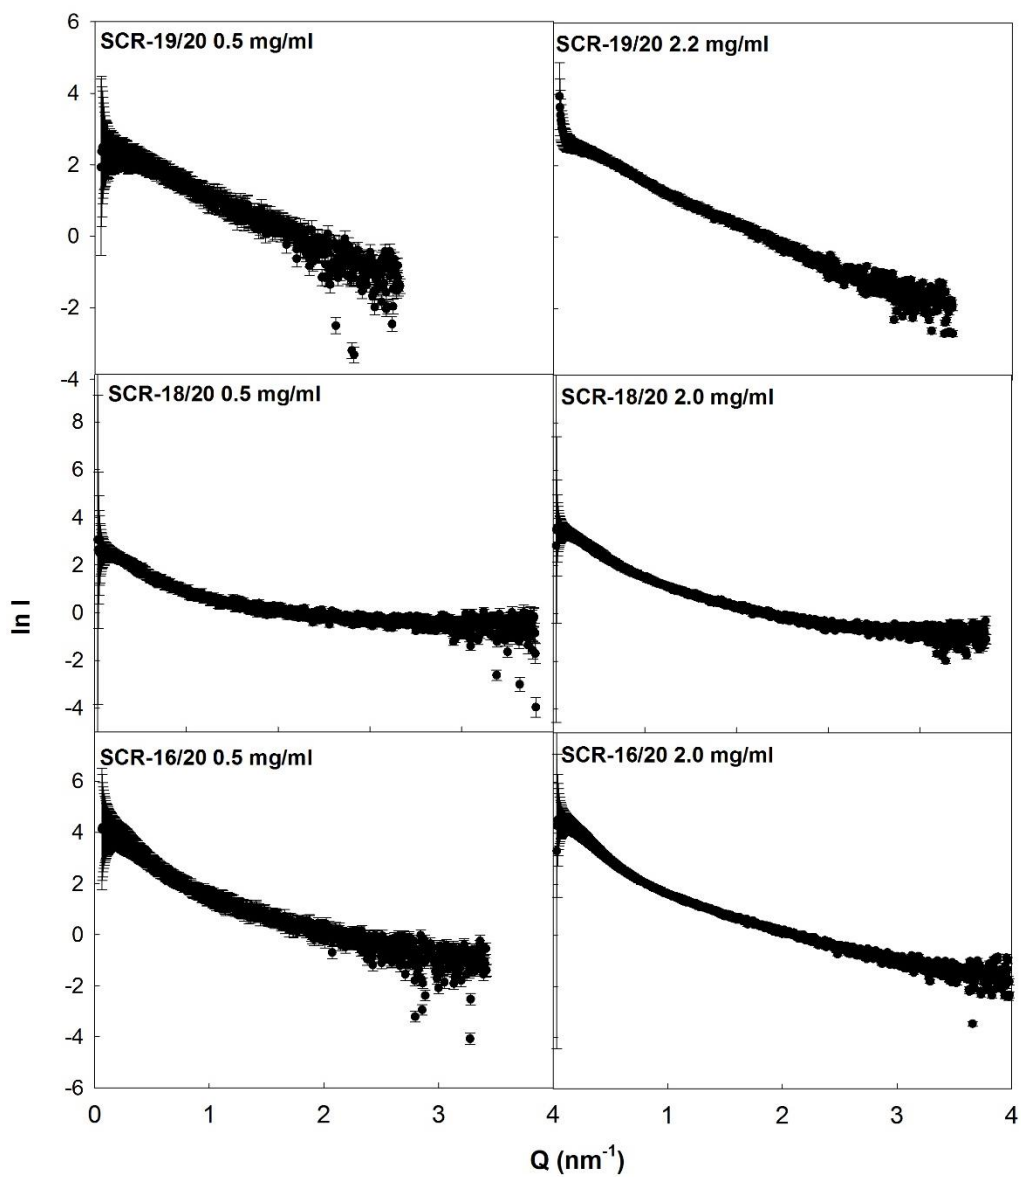 6
SCR-19/20 0.5 mg/ml
SCR-19/20 2.2 mg/ml
4
2
0
-2
-4
SCR-18/20 0.5 mg/ml
SCR-18/20 2.0 mg/ml
8
6
4
2
ln I
0
-2
-4
SCR-16/20 0.5 mg/ml
SCR-16/20 2.0 mg/ml
6
4
2
0
-2
-4
-6
0 1 2 3 4 1 2 3 4
Q (nm⁻¹)